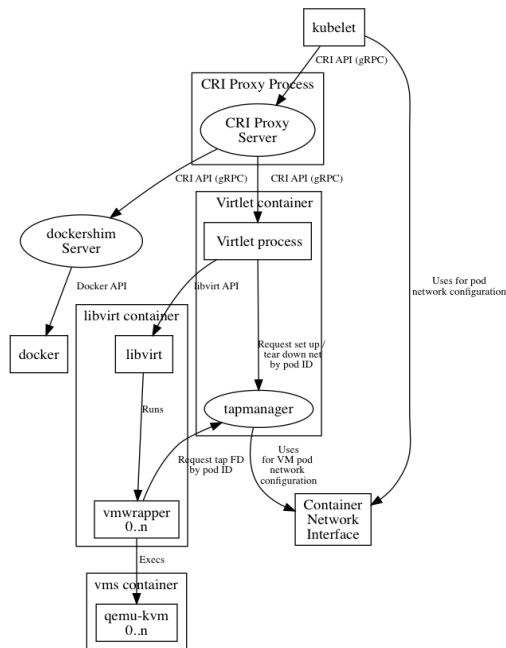 kubelet
CRI API (gRPC)
CRI Proxy Process
CRI Proxy
Server
CRI API (gRPC)
CRI API (gRPC)
Virtlet container
Virtlet process
dockershim
Server
Docker API
libvirt API
Uses for pod
network configuration
libvirt container
docker
libvirt
Request set up /
tear down net
by pod ID
Runs
tapmanager
Request tap FD
by pod ID
Uses
for VM pod
network
configuration
vmwrapper
0..n
Container
Network
Interface
Execs
vms container
qemu-kvm
0..n